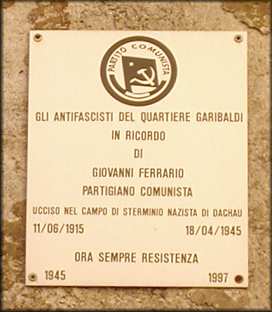 PARTITO COMUNISTA
GLI ANTIFASCISTI DEL QUARTIERE GARIBALDI
IN RICORDO
DI
GIOVANNI FERRARIO
PARTIGIANO COMUNISTA
UCCISO NEL CAMPO DI STERMINIO NAZISTA DI DACHAU
11/06/1915 18/04/1945
ORA SEMPRE RESISTENZA
1945 1997